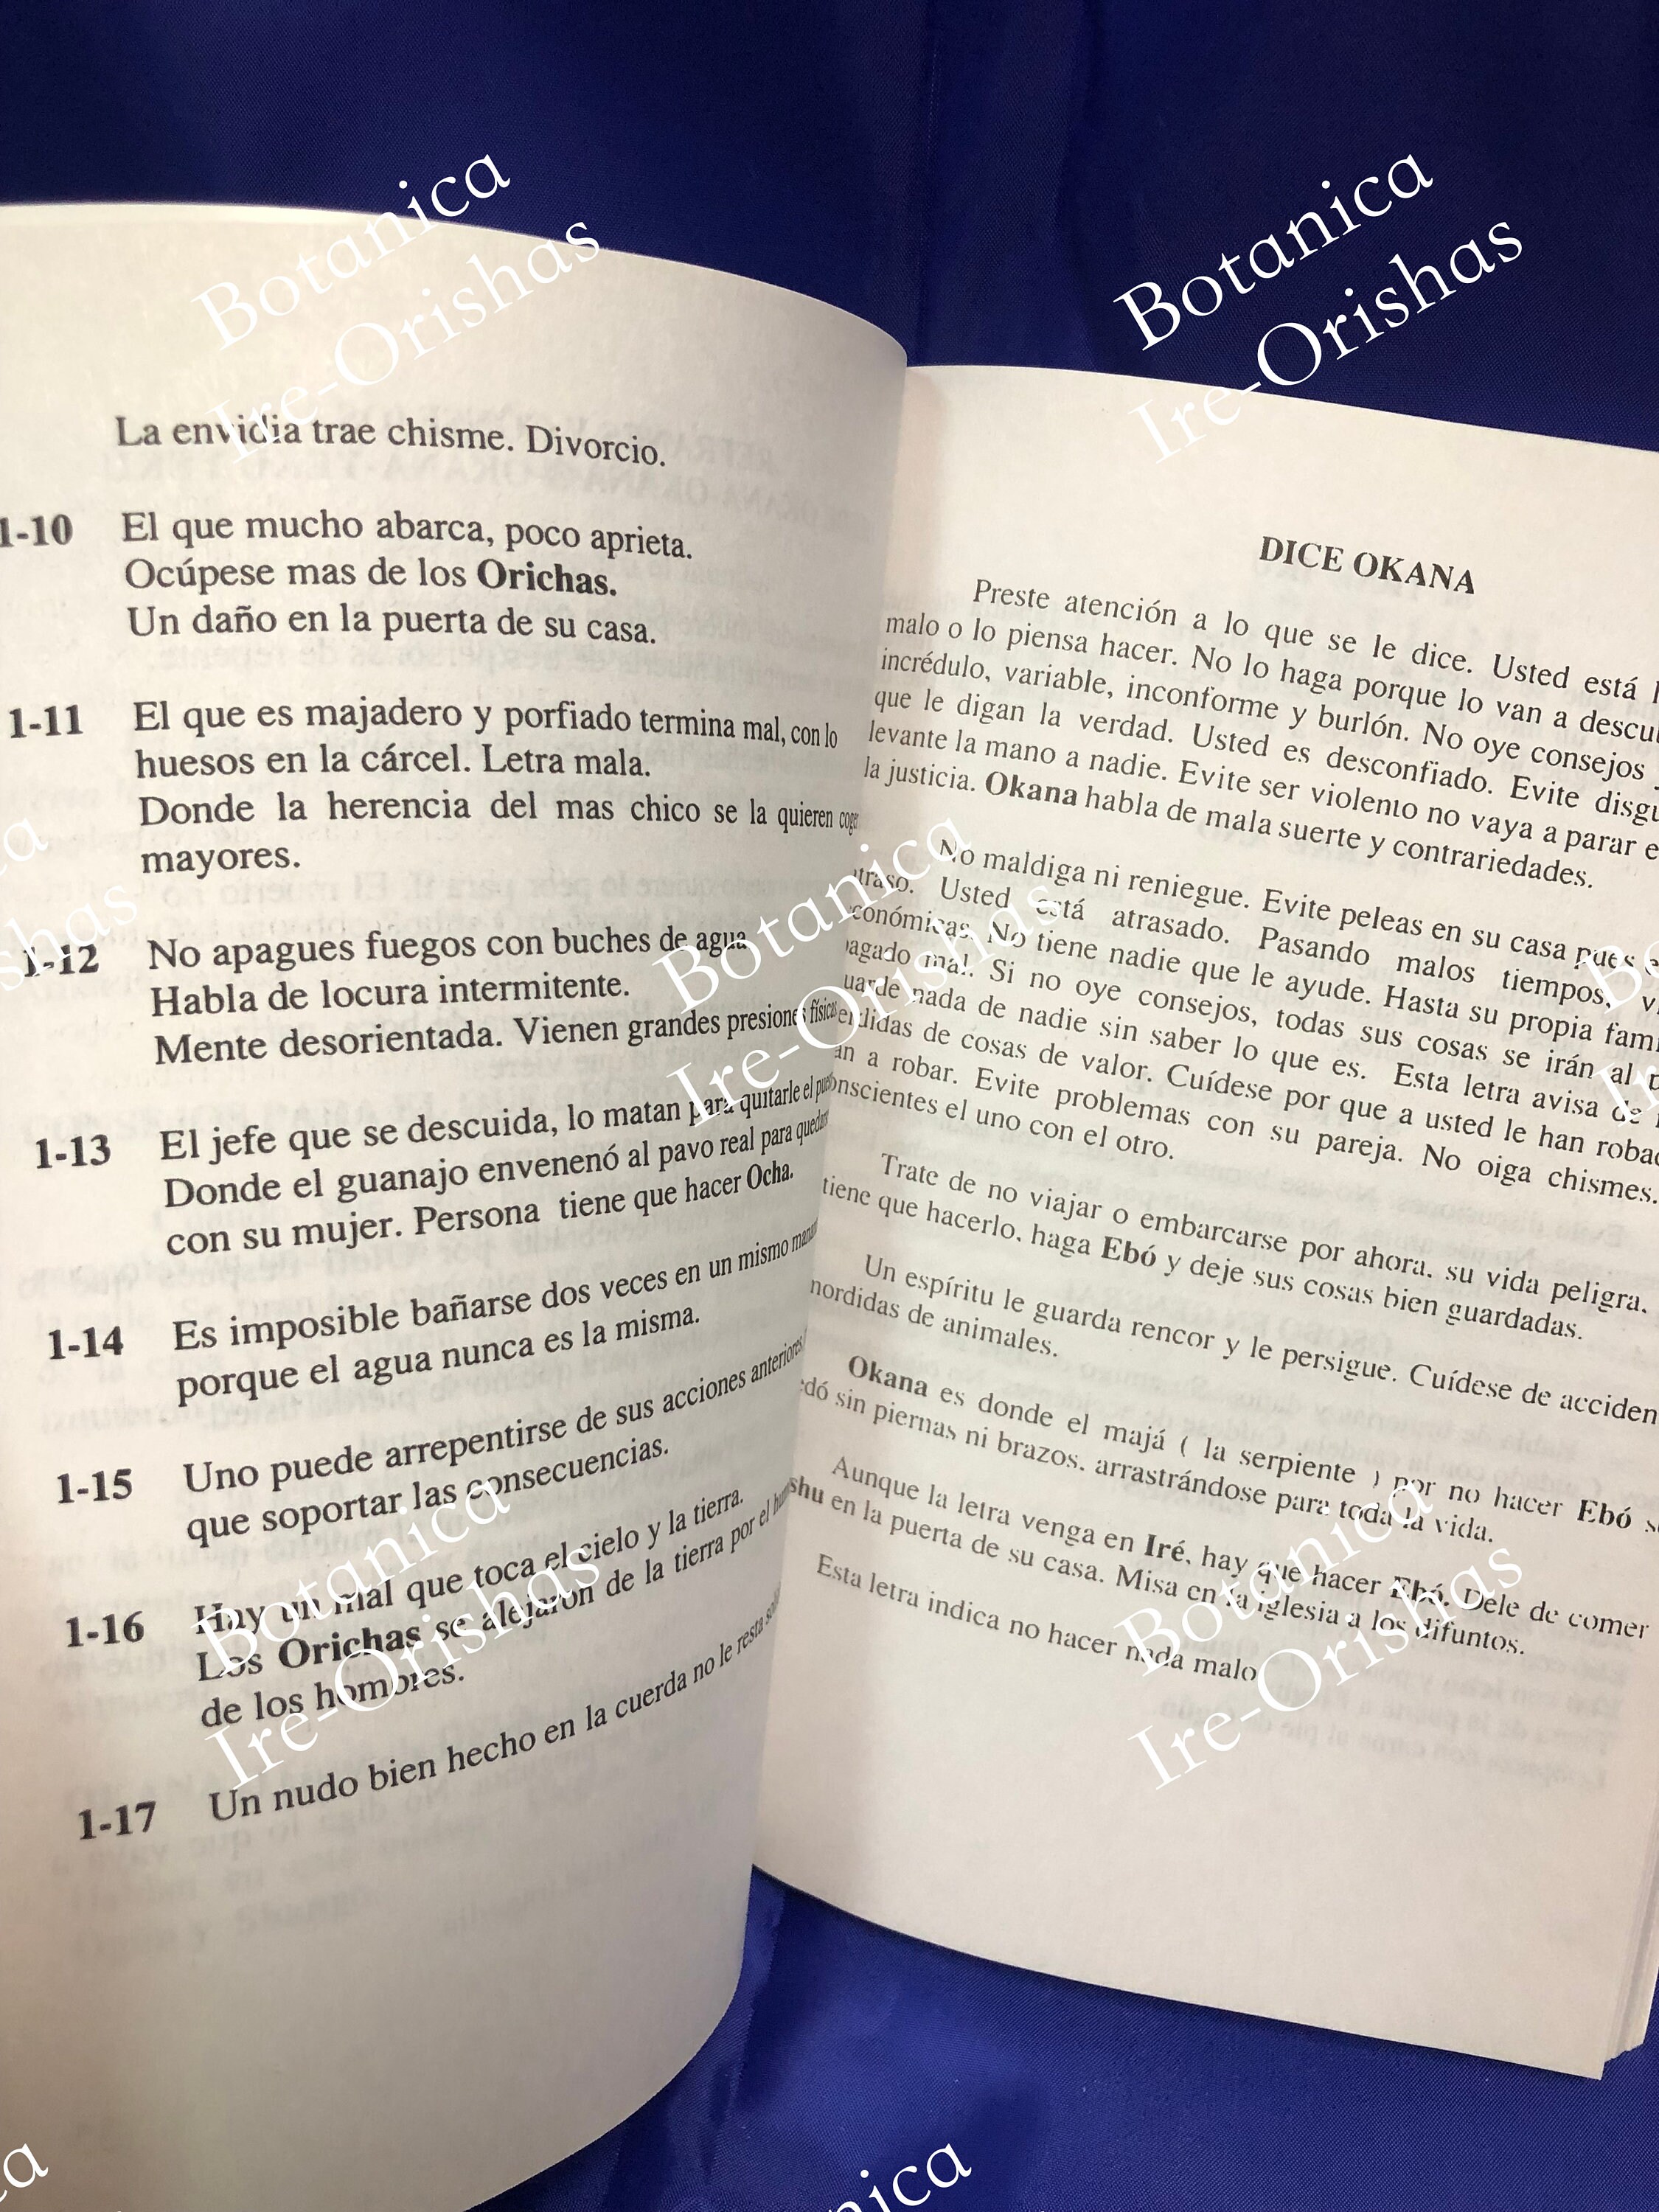 La envidia trae chisme. Divorcio.
1-10 El que mucho abarca, poco aprieta.
Ocúpese mas de los Orichas.
Un daño en la puerta de su casa.
1-11 El que es majadero y porfiado termina mal, con lo
huesos en la cárcel. Letra mala.
Donde la herencia del mas chico se la quieren
mayores.
1-12 No apagues fuegos con buches de agua
Habla de locura intermitente.
Mente desorientada. Vienen grandes presiones
1-13 El jefe que se descuida, lo matan para quitarle el
Donde el guanajo envenenó al pavo real para
con su mujer. Persona tiene que hacer Ocha.
1-14 Es imposible bañarse dos veces en un mismo
porque el agua nunca es la misma.
1-15 Uno puede arrepentirse de sus acciones anteriores
que soportar las consecuencias.
1-16 Hay un mal que toca el cielo y la tierra.
Los Orichas se alejaron de la tierra por el
de los hombres.
1-17 Un nudo bien hecho en la cuerda no le resta
DICE OKANA
Preste atención a lo que se le dice. Usted está
malo o lo piensa hacer. No lo haga porque lo van a
incrédulo, variable, inconforme y burlón. No oye consejos
que le digan la verdad. Usted es desconfiado. Evite
levante la mano a nadie. Evite ser violento no vaya a parar
la justicia. Okana habla de mala suerte y contrariedades.
No maldiga ni reniegue. Evite peleas en su casa pues
Usted está atrasado. Pasando malos tiempos,
No tiene nadie que le ayude. Hasta su propia
mal. Si no oye consejos, todas sus cosas se irán al
nada de nadie sin saber lo que es. Esta letra avisa de
de cosas de valor. Cuídese por que a usted le han
a robar. Evite problemas con su pareja. No oiga chismes.
el uno con el otro.
Trate de no viajar o embarcarse por ahora. su vida peligra.
tiene que hacerlo. haga Ebó y deje sus cosas bien guardadas.
Un espíritu le guarda rencor y le persigue. Cuídese de
de animales.
Okana es donde el majá ( la serpiente ) por no hacer Ebó
sin piernas ni brazos. arrastrándose para toda la vida.
Aunque la letra venga en Iré, hay que hacer Ebó. Dele de comer
en la puerta de su casa. Misa en la iglesia a los difuntos.
Esta letra indica no hacer nada malo
Botanica
Ire-Orishas
Botanica
Ire-Orishas
Botanica
Ire-Orishas
Botanica
Ire-Orishas
Botanica
Ire-Orishas